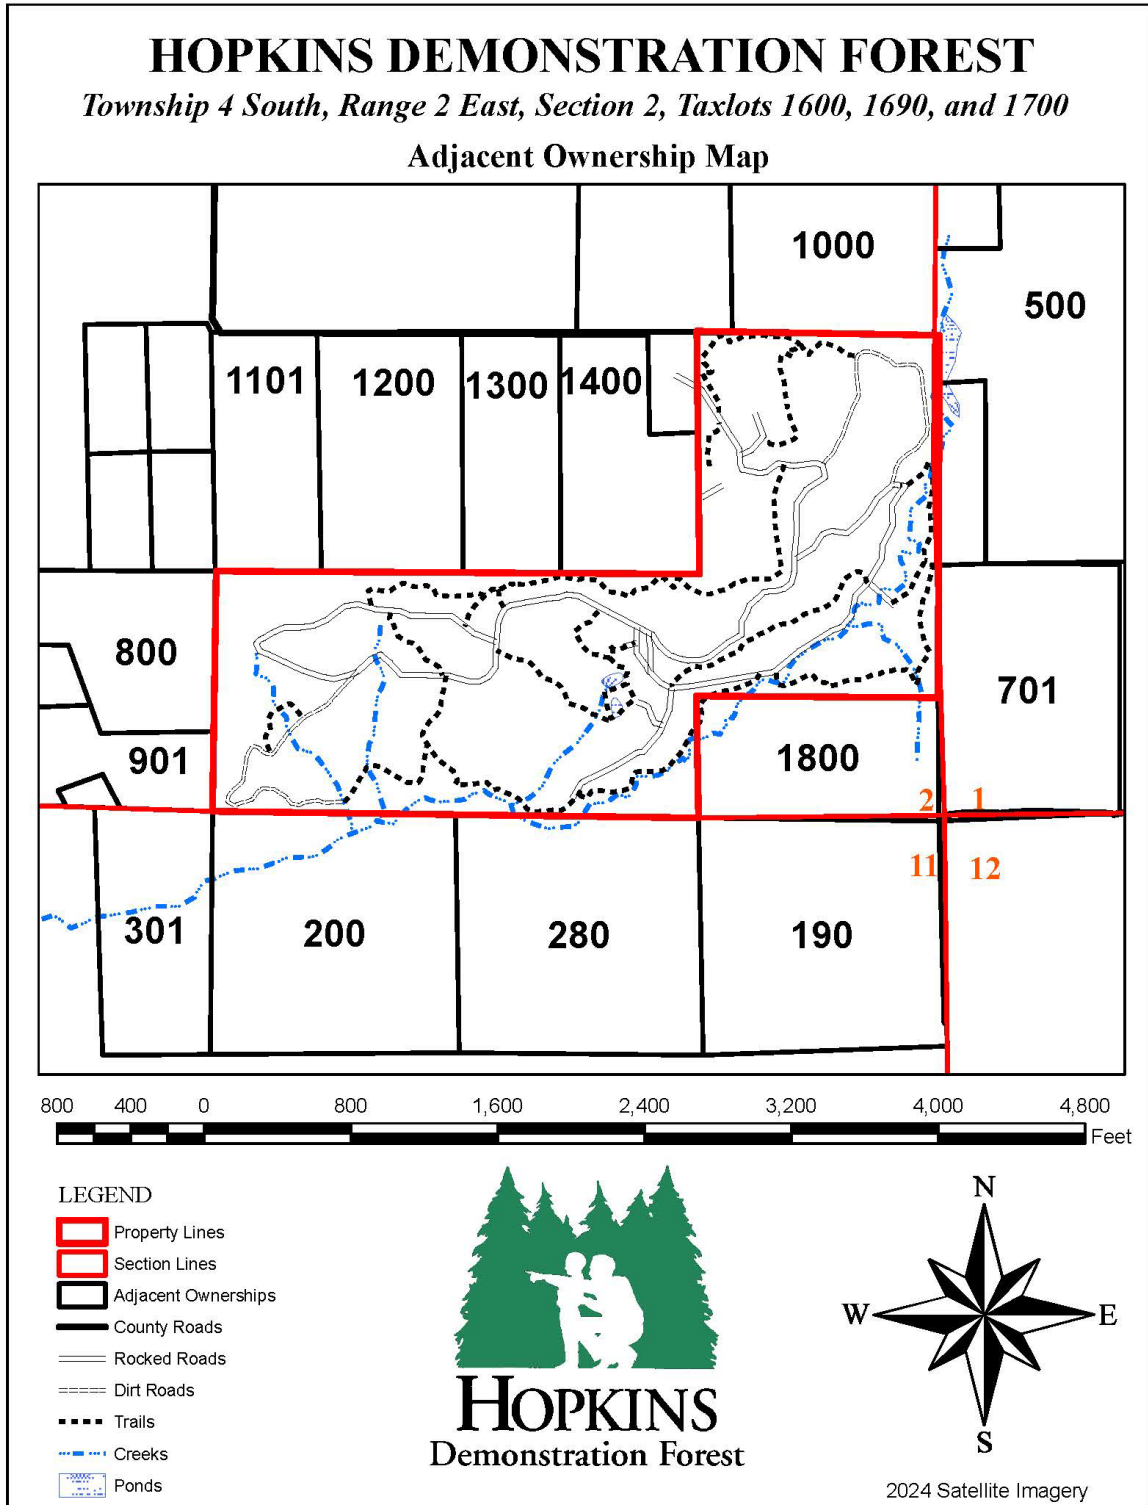 HOPKINS DEMONSTRATION FOREST
Township 4 South, Range 2 East, Section 2, Taxlots 1600, 1690, and 1700
Adjacent Ownership Map
1000
500
1101
1200
1300
1400
800
701
901
1800
2
1
11
12
301
200
280
190
800
400
0
800
1,600
2,400
3,200
4,000
4,800
Feet
LEGEND
Property Lines
Section Lines
Adjacent Ownerships
County Roads
Rocked Roads
Dirt Roads
Trails
Creeks
Ponds
HOPKINS
Demonstration Forest
N
W
E
S
2024 Satellite Imagery